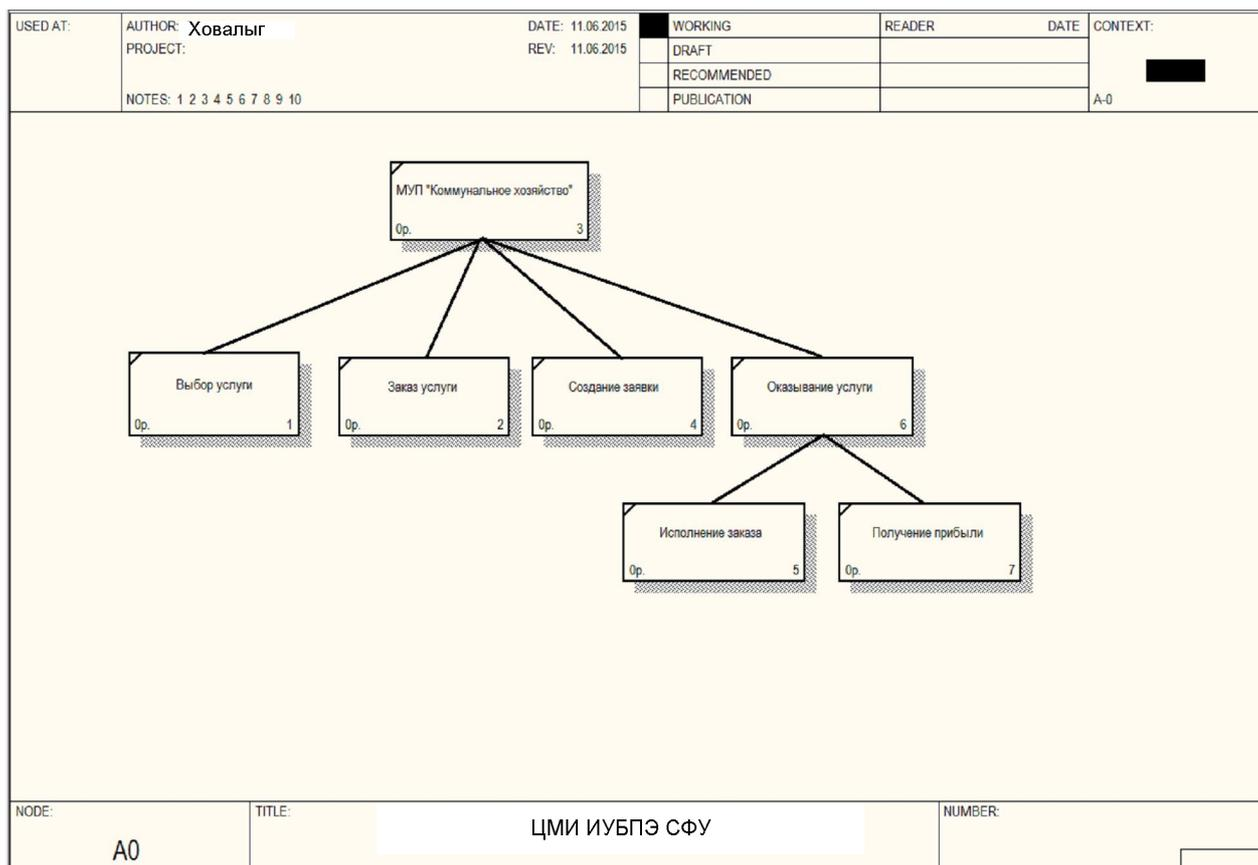 USED AT:
AUTHOR: Ховалыг
DATE: 11.06.2015
WORKING
READER
DATE
CONTEXT:
PROJECT:
REV: 11.06.2015
DRAFT
RECOMMENDED
NOTES: 1 2 3 4 5 6 7 8 9 10
PUBLICATION
A-0
МУП "Коммунальное хозяйство"
0р. 3
Выбор услуги
0р. 1
Заказ услуги
0р. 2
Создание заявки
0р. 4
Оказывание услуги
0р. 6
Исполнение заказа
0р. 5
Получение прибыли
0р. 7
NODE:
A0
TITLE:
ЦМИ ИУБПЭ СФУ
NUMBER: